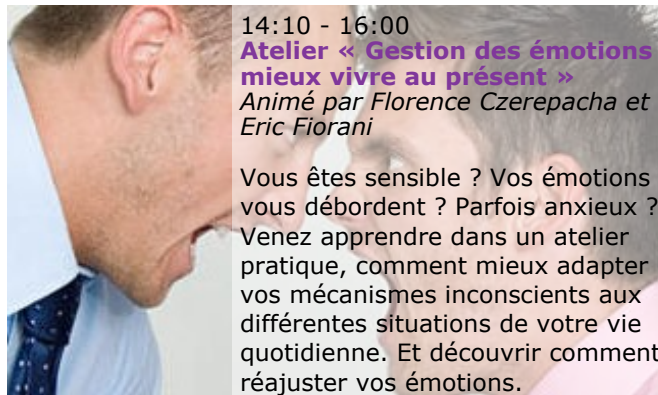 14:10 - 16:00
Atelier « Gestion des émotions
mieux vivre au présent »
Animé par Florence Czerepacha et
Eric Fiorani
Vous êtes sensible ? Vos émotions
vous débordent ? Parfois anxieux ?
Venez apprendre dans un atelier
pratique, comment mieux adapter
vos mécanismes inconscients aux
différentes situations de votre vie
quotidienne. Et découvrir comment
réajuster vos émotions.